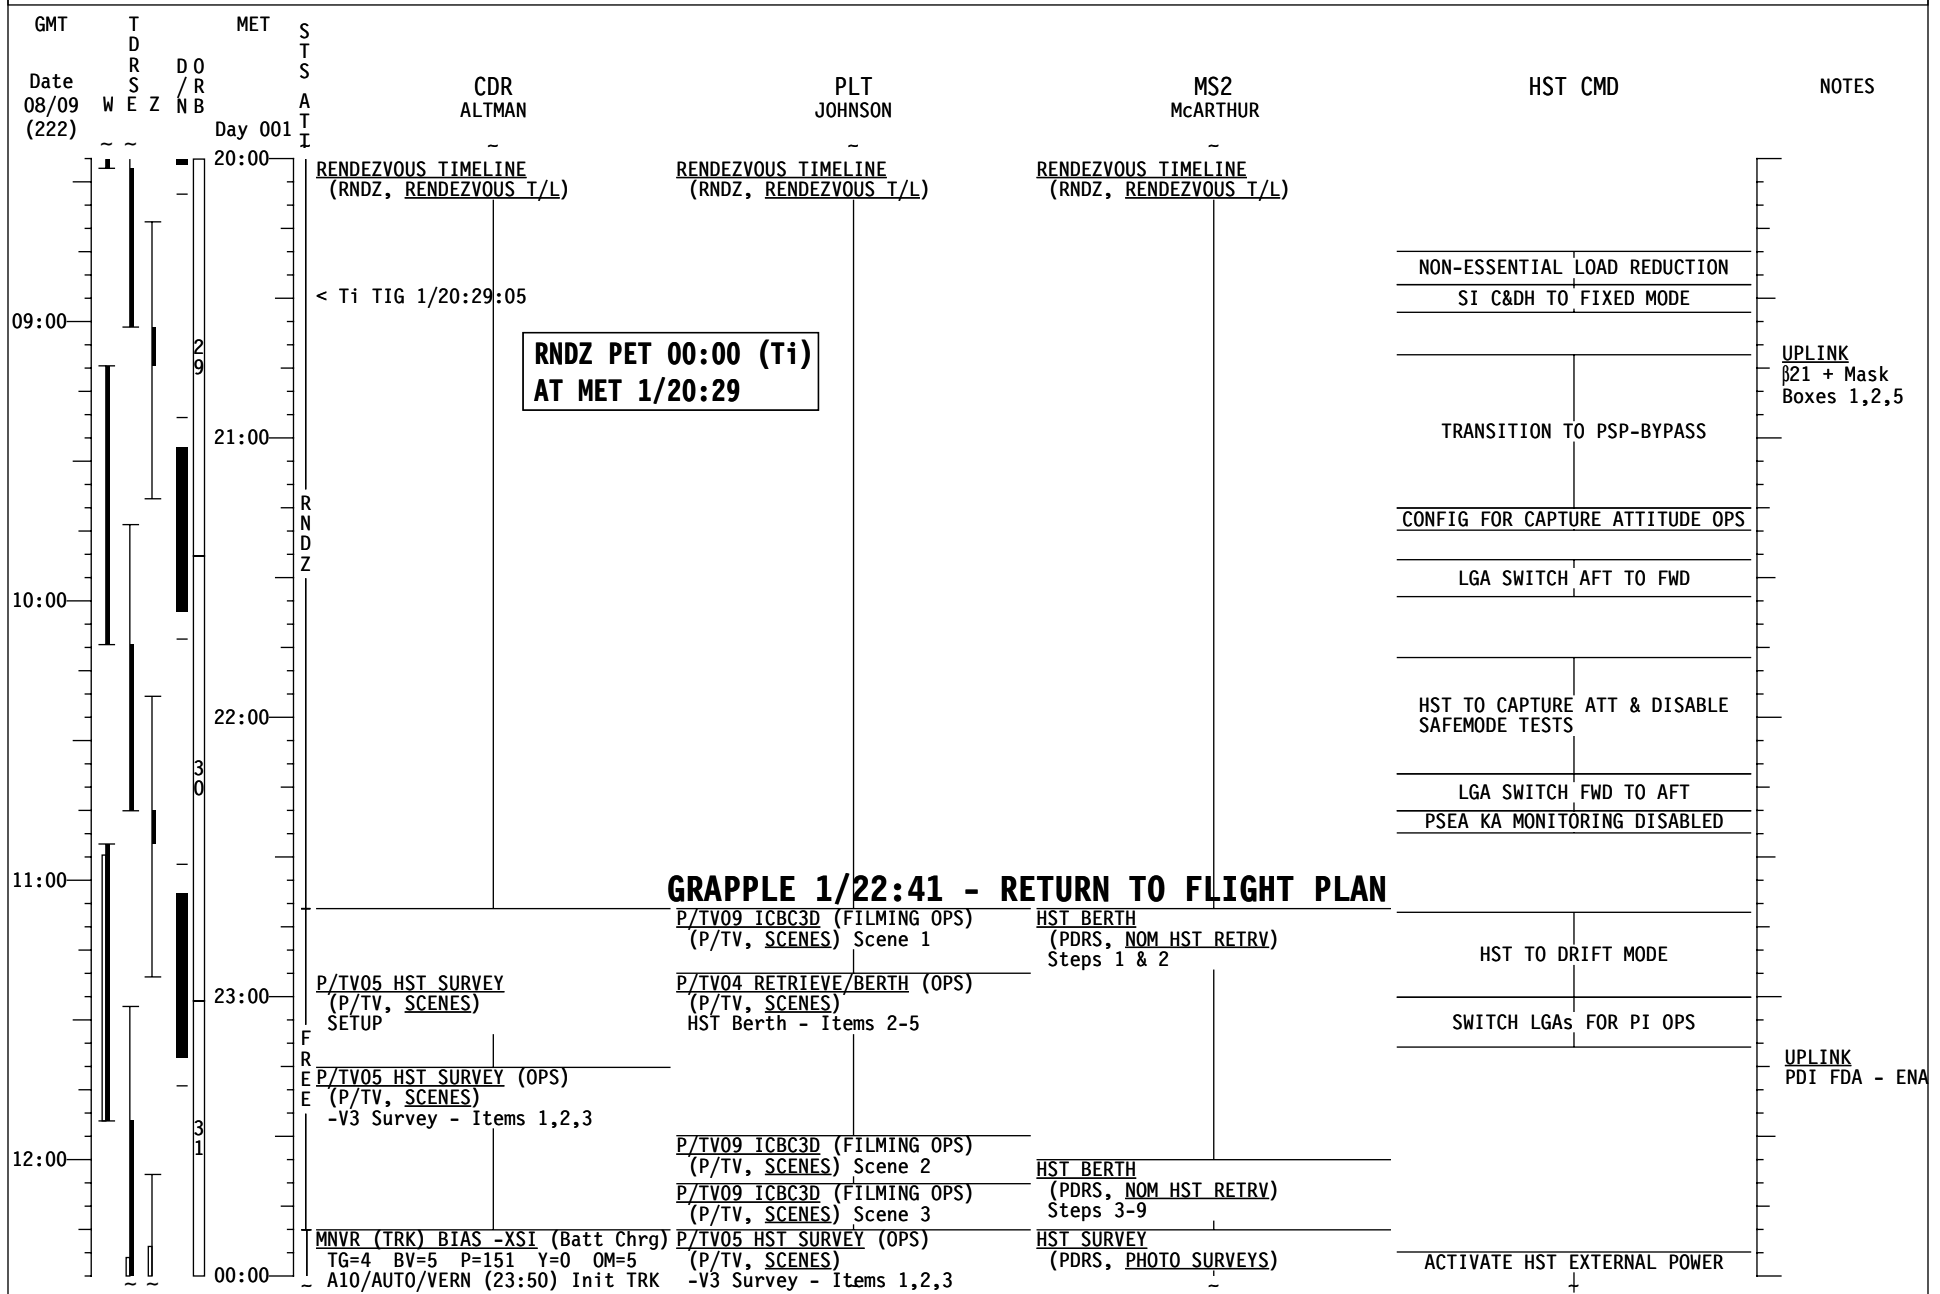 GMT
TDRS
D/N
ORB
MET
STS ATT
Date
08/09
(222)
W E Z
Day 001
CDR
ALTMAN
PLT
JOHNSON
MS2
McARTHUR
HST CMD
NOTES
~ ~ ~ ~ ~
20:00
RENDEZVOUS TIMELINE
(RNDZ, RENDEZVOUS T/L)
RENDEZVOUS TIMELINE
(RNDZ, RENDEZVOUS T/L)
RENDEZVOUS TIMELINE
(RNDZ, RENDEZVOUS T/L)
NON-ESSENTIAL LOAD REDUCTION
< Ti TIG 1/20:29:05
SI C&DH TO FIXED MODE
09:00
29
RNDZ PET 00:00 (Ti)
AT MET 1/20:29
UPLINK
β21 + Mask
Boxes 1,2,5
21:00
TRANSITION TO PSP-BYPASS
RNDZ
CONFIG FOR CAPTURE ATTITUDE OPS
LGA SWITCH AFT TO FWD
10:00
22:00
HST TO CAPTURE ATT & DISABLE
SAFEMODE TESTS
30
LGA SWITCH FWD TO AFT
PSEA KA MONITORING DISABLED
11:00
GRAPPLE 1/22:41 - RETURN TO FLIGHT PLAN
P/TV09 ICBC3D (FILMING OPS)
(P/TV, SCENES) Scene 1
HST BERTH
(PDRS, NOM HST RETRV)
Steps 1 & 2
HST TO DRIFT MODE
23:00
P/TV05 HST SURVEY
(P/TV, SCENES)
SETUP
P/TV04 RETRIEVE/BERTH (OPS)
(P/TV, SCENES)
HST Berth - Items 2-5
SWITCH LGAs FOR PI OPS
FREE
UPLINK
PDI FDA - ENA
P/TV05 HST SURVEY (OPS)
(P/TV, SCENES)
-V3 Survey - Items 1,2,3
31
12:00
P/TV09 ICBC3D (FILMING OPS)
(P/TV, SCENES) Scene 2
HST BERTH
(PDRS, NOM HST RETRV)
Steps 3-9
P/TV09 ICBC3D (FILMING OPS)
(P/TV, SCENES) Scene 3
00:00
MNVR (TRK) BIAS -XSI (Batt Chrg)
TG=4 BV=5 P=151 Y=0 OM=5
A10/AUTO/VERN (23:50) Init TRK
P/TV05 HST SURVEY (OPS)
(P/TV, SCENES)
-V3 Survey - Items 1,2,3
HST SURVEY
(PDRS, PHOTO SURVEYS)
ACTIVATE HST EXTERNAL POWER
~ ~ ~ ~ ~ ~